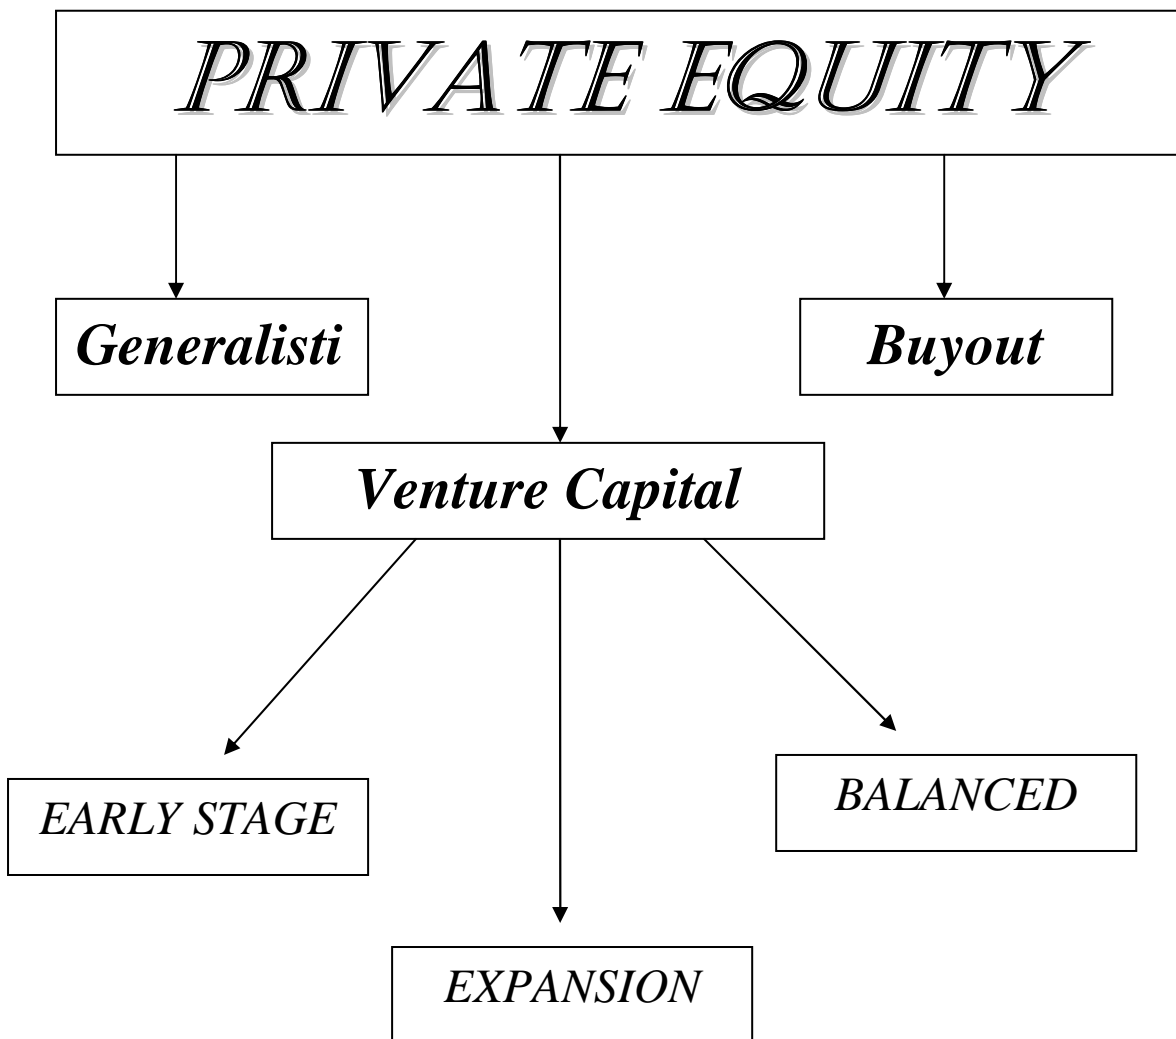 PRIVATE EQUITY
Generalisti
Buyout
Venture Capital
EARLY STAGE
BALANCED
EXPANSION